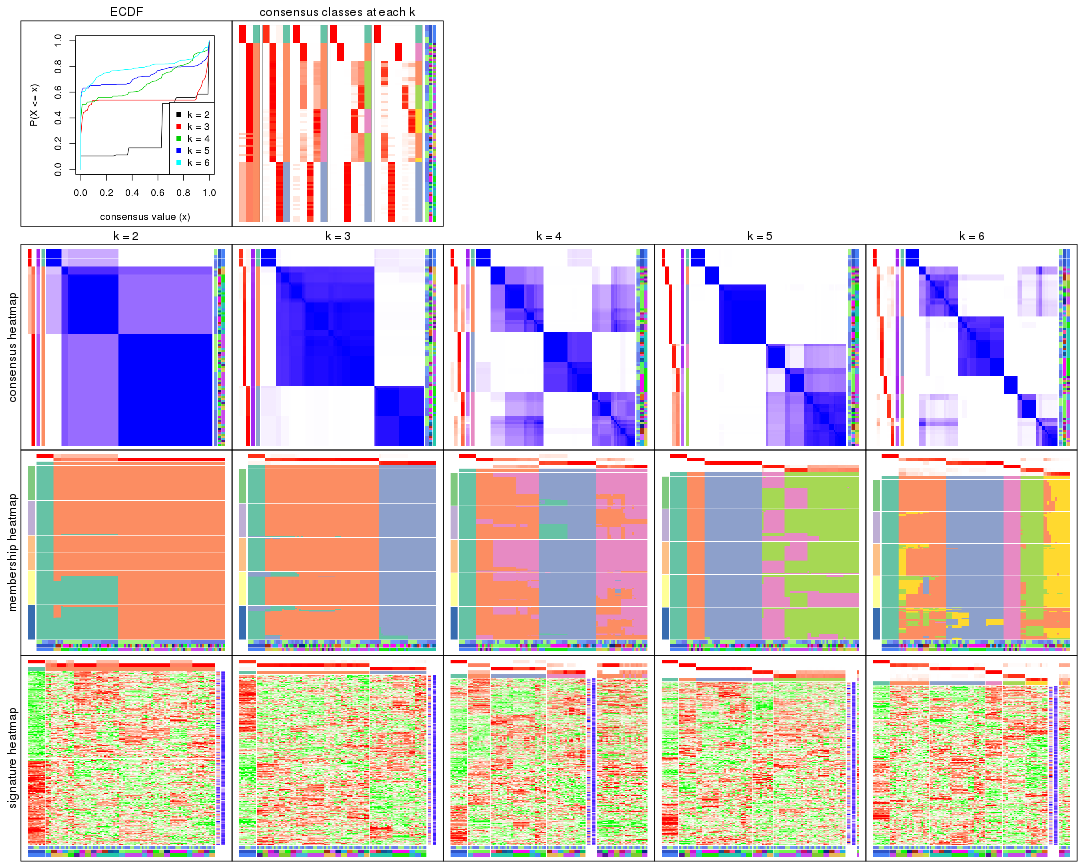 ECDF
consensus classes at each k
P(X <= x)
1.0
0.8
0.6
0.4
0.2
0.0
k = 2
k = 3
k = 4
k = 5
k = 6
0.0 0.2 0.4 0.6 0.8 1.0
consensus value (x)
k = 2
k = 3
k = 4
k = 5
k = 6
consensus heatmap
membership heatmap
signature heatmap